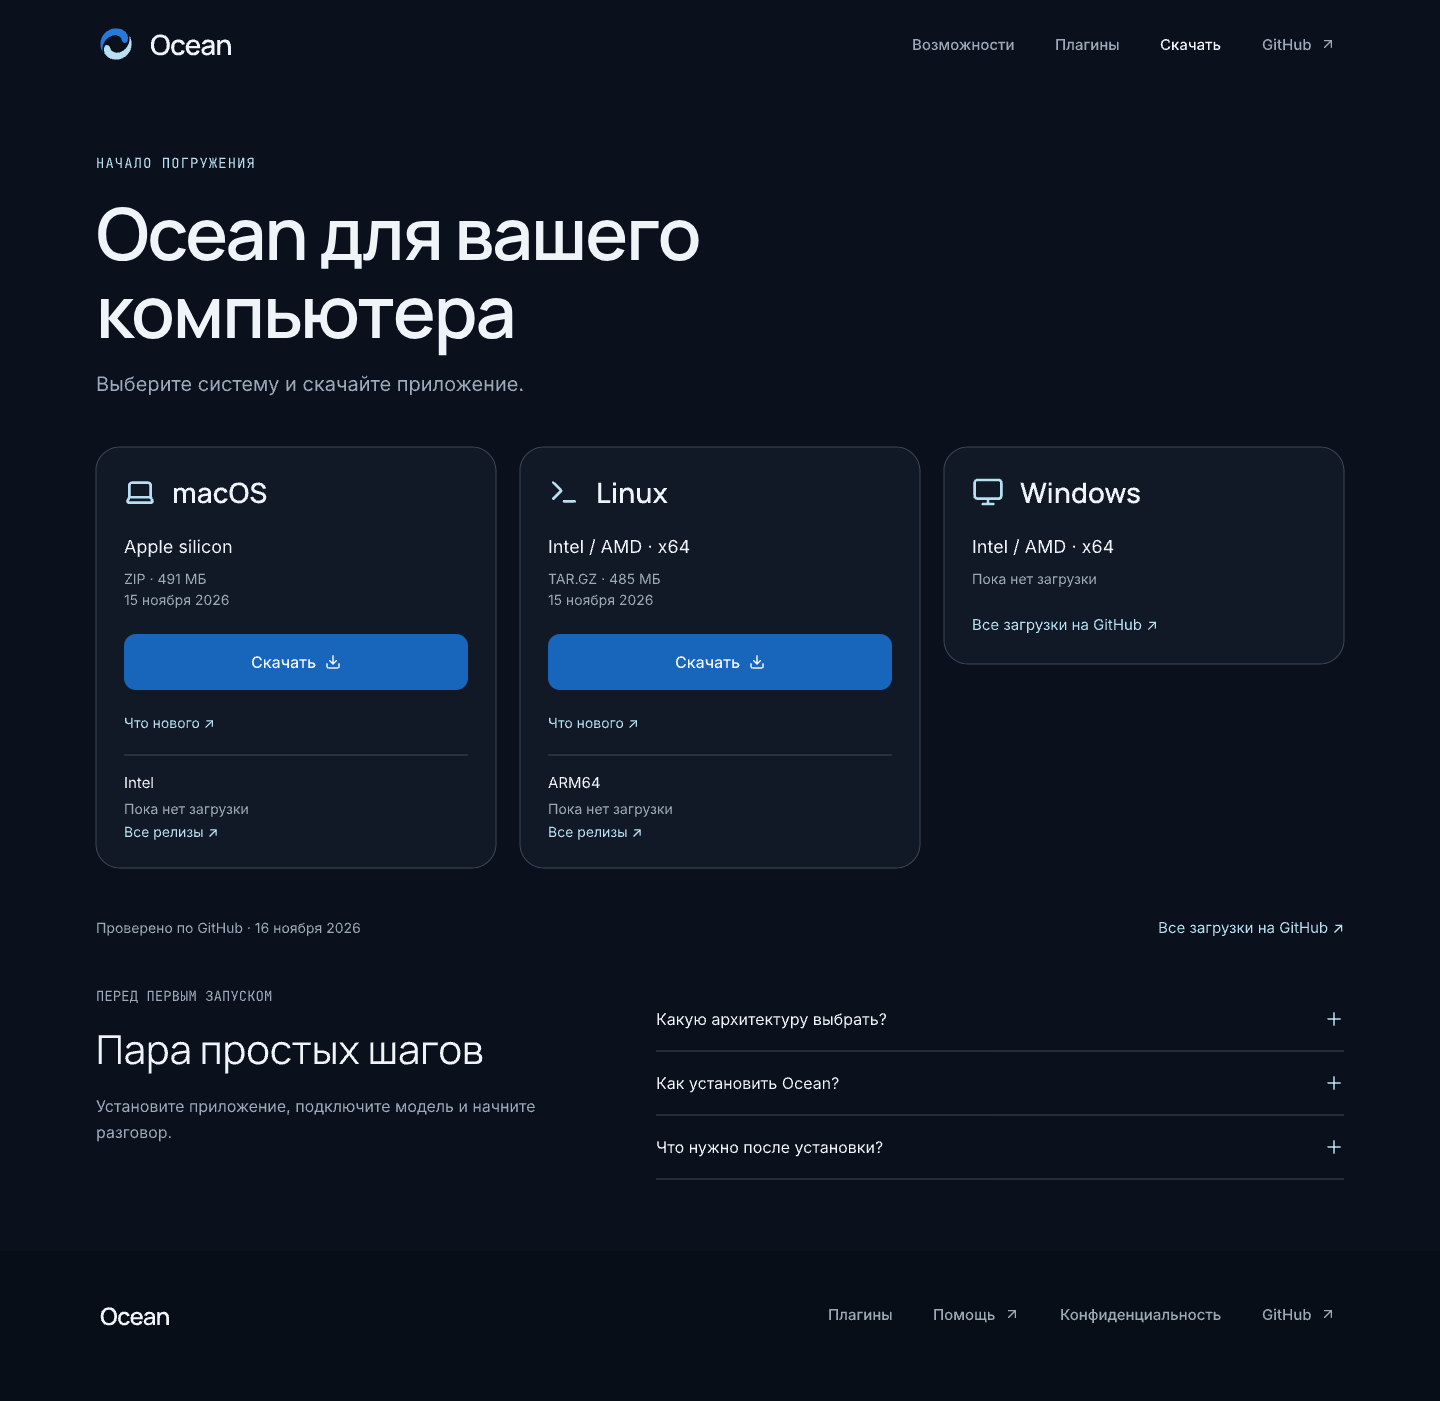 Ocean
Возможности
Плагины
Скачать
GitHub
НАЧАЛО ПОГРУЖЕНИЯ
Ocean для вашего
компьютера
Выберите систему и скачайте приложение.
macOS
Apple silicon
ZIP · 491 МБ
15 ноября 2026
Скачать
Что нового
Intel
Пока нет загрузки
Все релизы
Linux
Intel / AMD · x64
TAR.GZ · 485 МБ
15 ноября 2026
Скачать
Что нового
ARM64
Пока нет загрузки
Все релизы
Windows
Intel / AMD · x64
Пока нет загрузки
Все загрузки на GitHub
Проверено по GitHub · 16 ноября 2026
Все загрузки на GitHub
ПЕРЕД ПЕРВЫМ ЗАПУСКОМ
Пара простых шагов
Установите приложение, подключите модель и начните
разговор.
Какую архитектуру выбрать?
Как установить Ocean?
Что нужно после установки?
Ocean
Плагины
Помощь
Конфиденциальность
GitHub